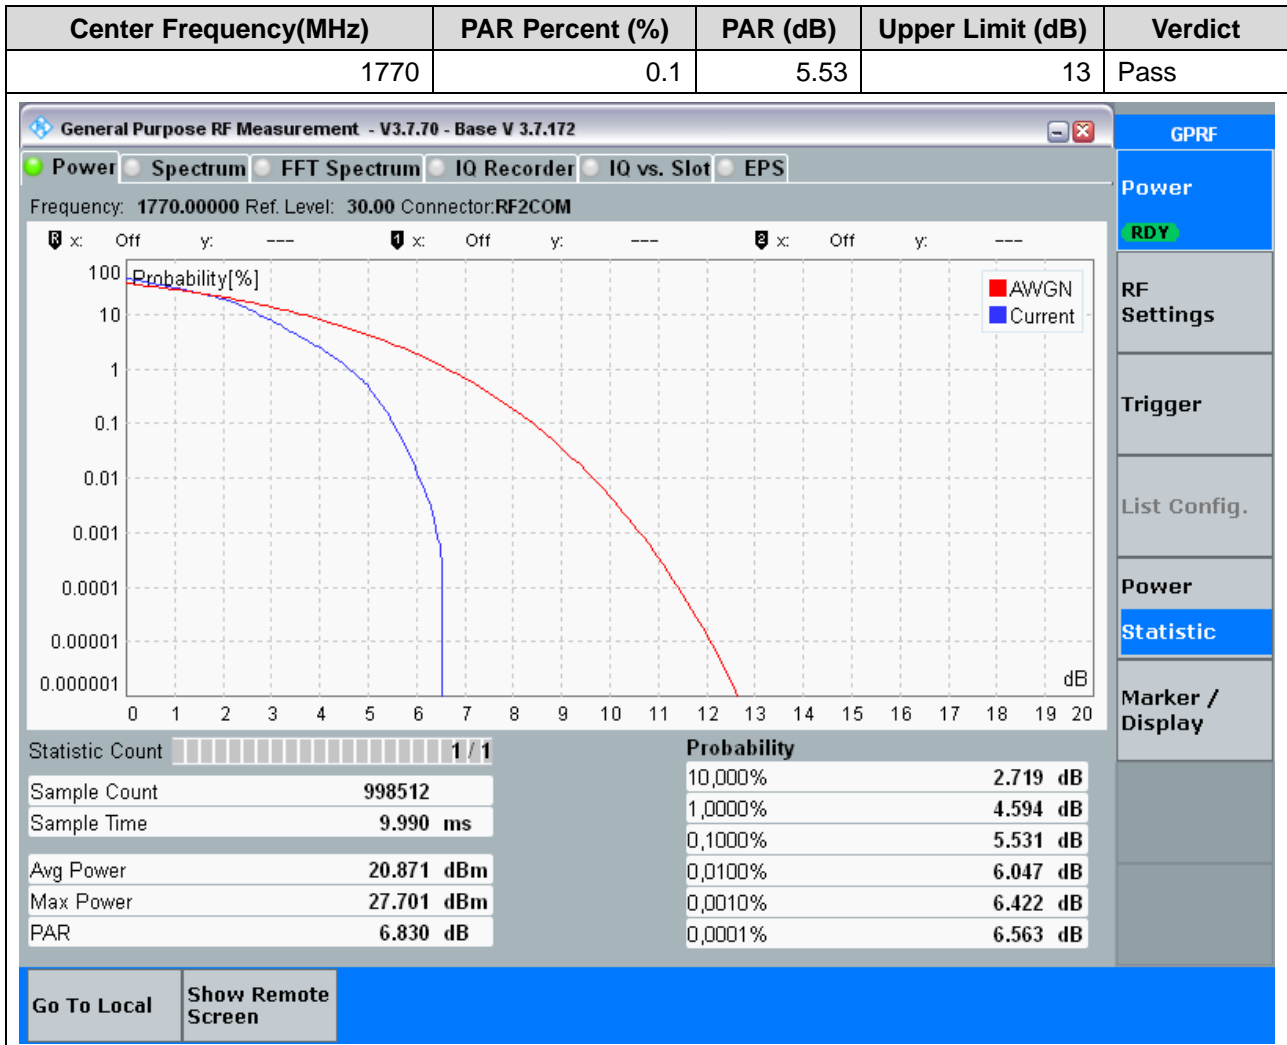 Center Frequency(MHz) PAR Percent (%) PAR (dB) Upper Limit (dB) Verdict
1770 0.1 5.53 13 Pass
General Purpose RF Measurement - V3.7.70 - Base V 3.7.172
GPRF
Power Spectrum FFT Spectrum IQ Recorder IQ vs. Slot EPS
Power
RDY
Frequency: 1770.00000 Ref. Level: 30.00 Connector:RF2COM
R x: Off y: --- 1 x: Off y: --- 2 x: Off y: ---
Probability[%]
AWGN
Current
100
10
1
0.1
0.01
0.001
0.0001
0.00001
0.000001
dB
0 1 2 3 4 5 6 7 8 9 10 11 12 13 14 15 16 17 18 19 20
RF
Settings
Trigger
List Config.
Power
Statistic
Marker /
Display
Statistic Count 1 / 1
Sample Count 998512
Sample Time 9.990 ms
Avg Power 20.871 dBm
Max Power 27.701 dBm
PAR 6.830 dB
Probability
10,000% 2.719 dB
1,0000% 4.594 dB
0,1000% 5.531 dB
0,0100% 6.047 dB
0,0010% 6.422 dB
0,0001% 6.563 dB
Go To Local
Show Remote
Screen